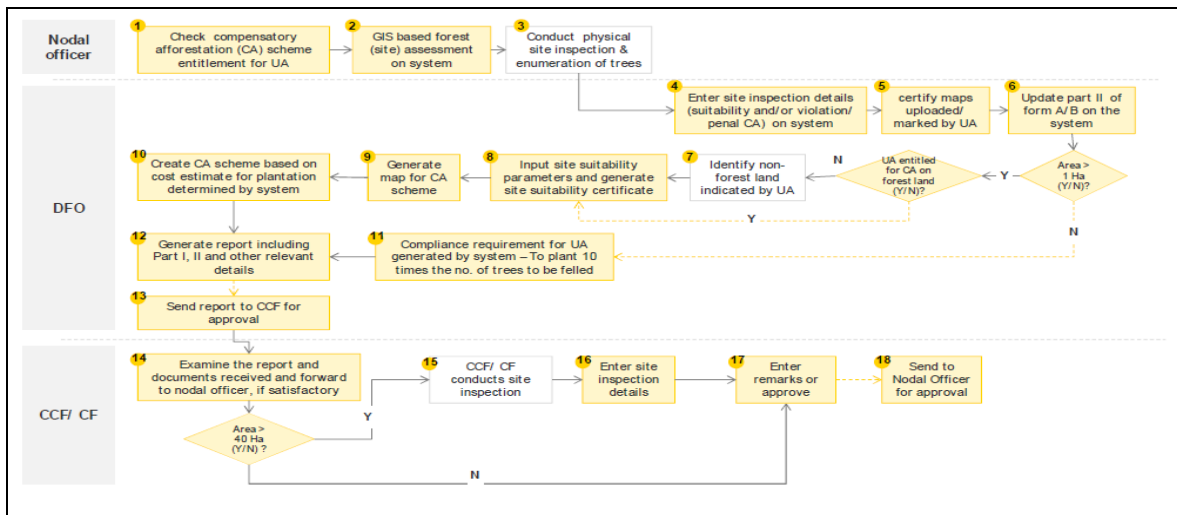 Nodal
officer
1
Check compensatory
afforestation (CA) scheme
entitlement for UA
2
GIS based forest
(site) assessment
on system
3
Conduct physical
site inspection &
enumeration of trees
DFO
4
Enter site inspection details
(suitability and/or violation/
penal CA) on system
5
certify maps
uploaded/
marked by UA
6
Update part II of
form A/B on the
system
Area >
1 Ha
(Y/N)?
Y
N
UA entitled
for CA on
forest land
(Y/N)?
N
Y
7
Identify non-
forest land
indicated by UA
8
Input site suitability
parameters and generate
site suitability certificate
9
Generate
map for CA
scheme
10
Create CA scheme based on
cost estimate for plantation
determined by system
11
Compliance requirement for UA
generated by system – To plant 10
times the no. of trees to be felled
12
Generate report including
Part I, II and other relevant
details
13
Send report to CCF for
approval
CCF/ CF
14
Examine the report and
documents received and forward
to nodal officer, if satisfactory
Area >
40 Ha
(Y/N) ?
Y
N
15
CCF/ CF
conducts site
inspection
16
Enter site
inspection
details
17
Enter
remarks or
approve
18
Send to
Nodal Officer
for approval